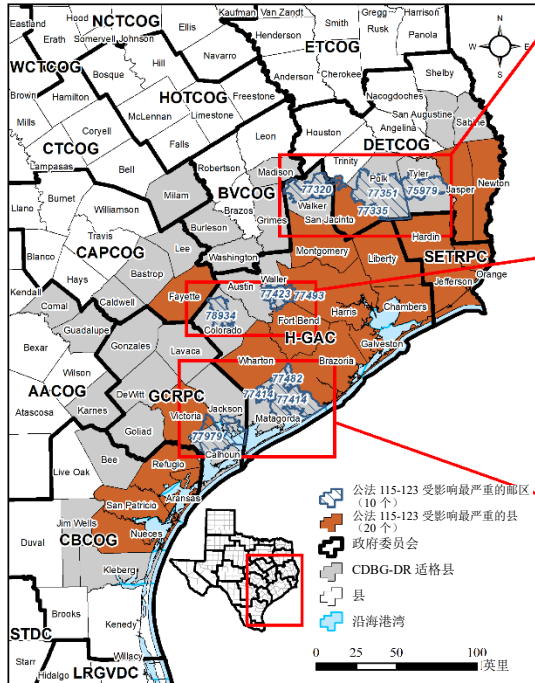 Hood
Kaufman
Van Zandt
Gregg
Harrison
Eastland
NCTCOG
Smith
Rusk
Erath
Somervell
Johnson
Ellis
Henderson
ETCOG
Panola
Hill
Navarro
WCTCOG
Bosque
Anderson
Cherokee
Shelby
Brown
Hamilton
HOTCOG
Freestone
Nacogdoches
McLennan
Limestone
San Augustine
Mills
Coryell
Leon
Houston
Angelina
Sabine
CTCOG
Falls
DETCOG
Lampasas
Bell
Robertson
Madison
Trinity
Polk
Tyler
Burnet
Milam
BVCOG
77320
77351
75979
Jasper
Newton
Llano
Williamson
Brazos
Walker
77335
Grimes
San Jacinto
Travis
Burleson
Hardin
Blanco
CAPCOG
Lee
Washington
Montgomery
Liberty
SETRPC
Hays
Bastrop
Orange
Kendall
Fayette
Austin
Waller
Jefferson
Comal
Caldwell
77423
77493
Harris
Chambers
Guadalupe
78934
Fort Bend
Colorado
H-GAC
Galveston
Bexar
Gonzales
Lavaca
Wilson
Wharton
Brazoria
AACOG
DeWitt
GCRPC
77482
Karnes
Jackson
77414
Atascosa
Victoria
77414
Goliad
Matagorda
77979
Bee
Calhoun
Live Oak
Refugio
Aransas
San Patricio
Jim Wells
Nueces
Duval
CBCOG
Kleberg
Brooks
Kenedy
STDC
Willacy
Starr
Hidalgo
LRGVDC
N
W
E
S
公法 115-123 受影响最严重的邮区
（10 个）
公法 115-123 受影响最严重的县
（20 个）
政府委员会
CDBG-DR 适格县
县
沿海港湾
0 25 50 100
英里